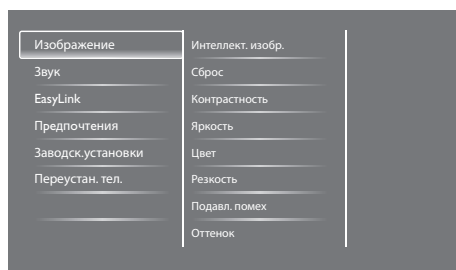 Изображение
Звук
EasyLink
Предпочтения
Заводск.установки
Переустан. тел.
Интеллект. изобр.
Сброс
Контрастность
Яркость
Цвет
Резкость
Подавл. помех
Оттенок